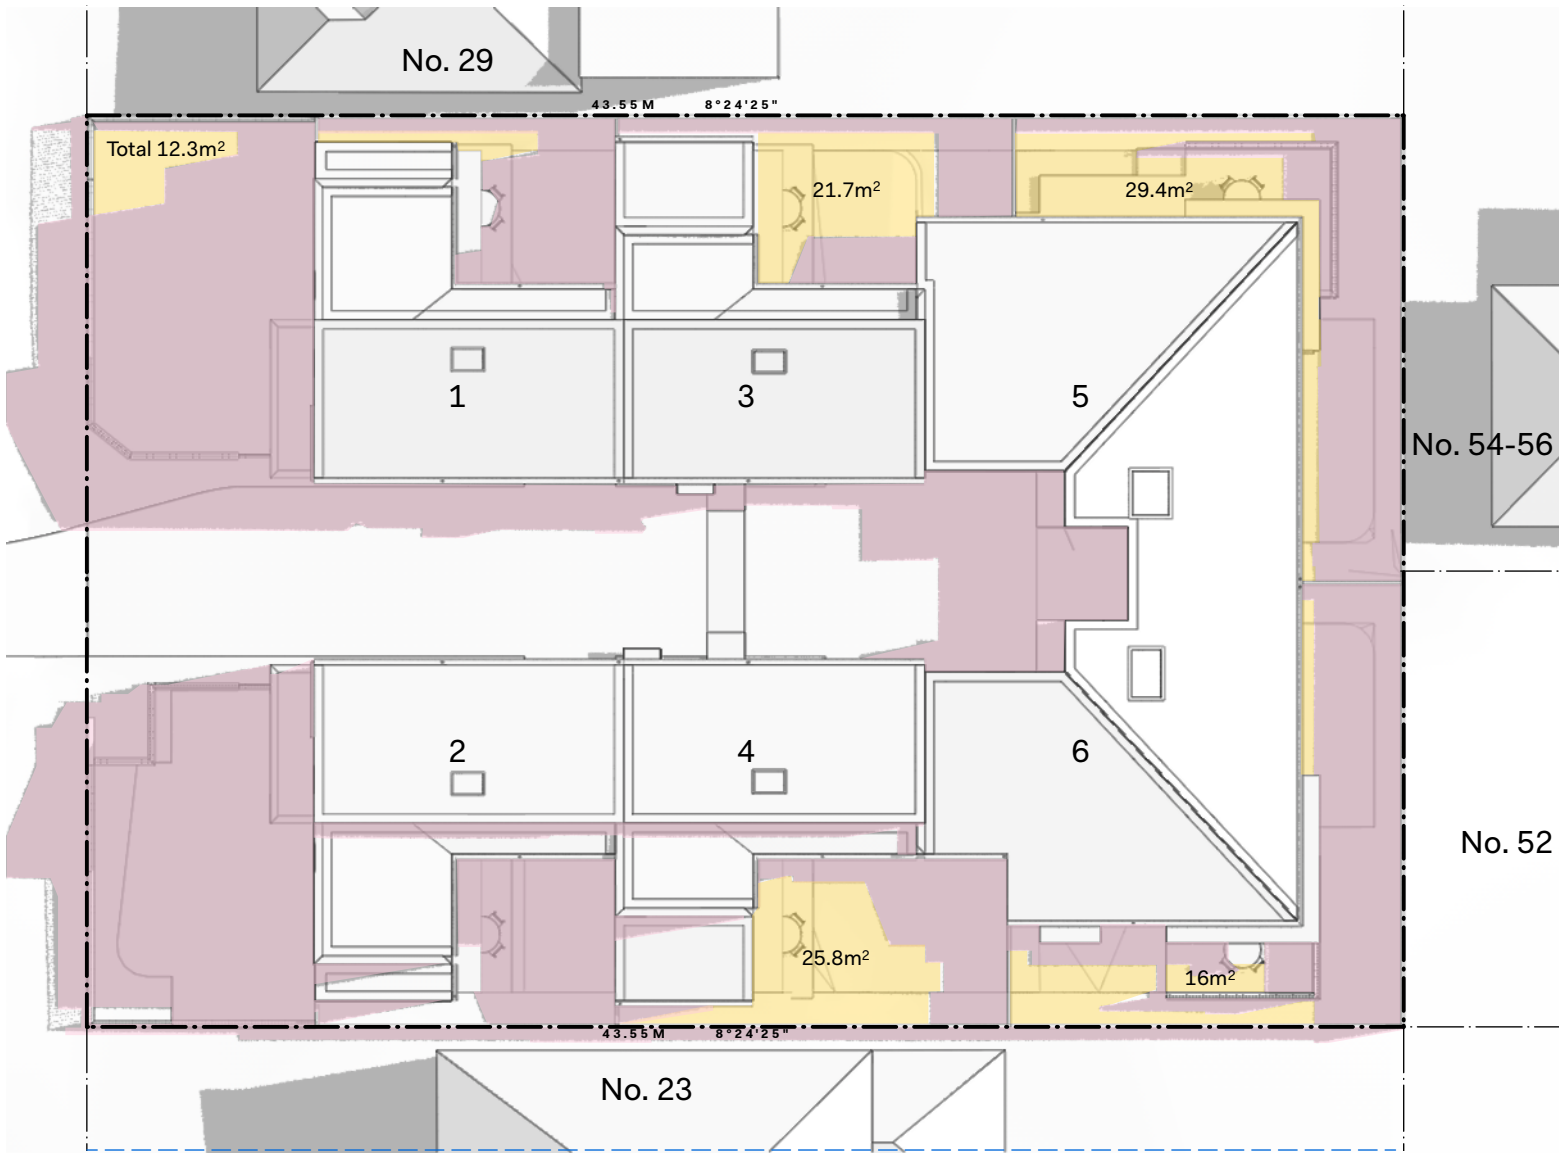 No. 29
43.55 M 8°24'25"
Total 12.3m²
21.7m²
29.4m²
1
3
5
No. 54-56
2
4
6
No. 52
25.8m²
16m²
43.55 M 8°24'25"
No. 23